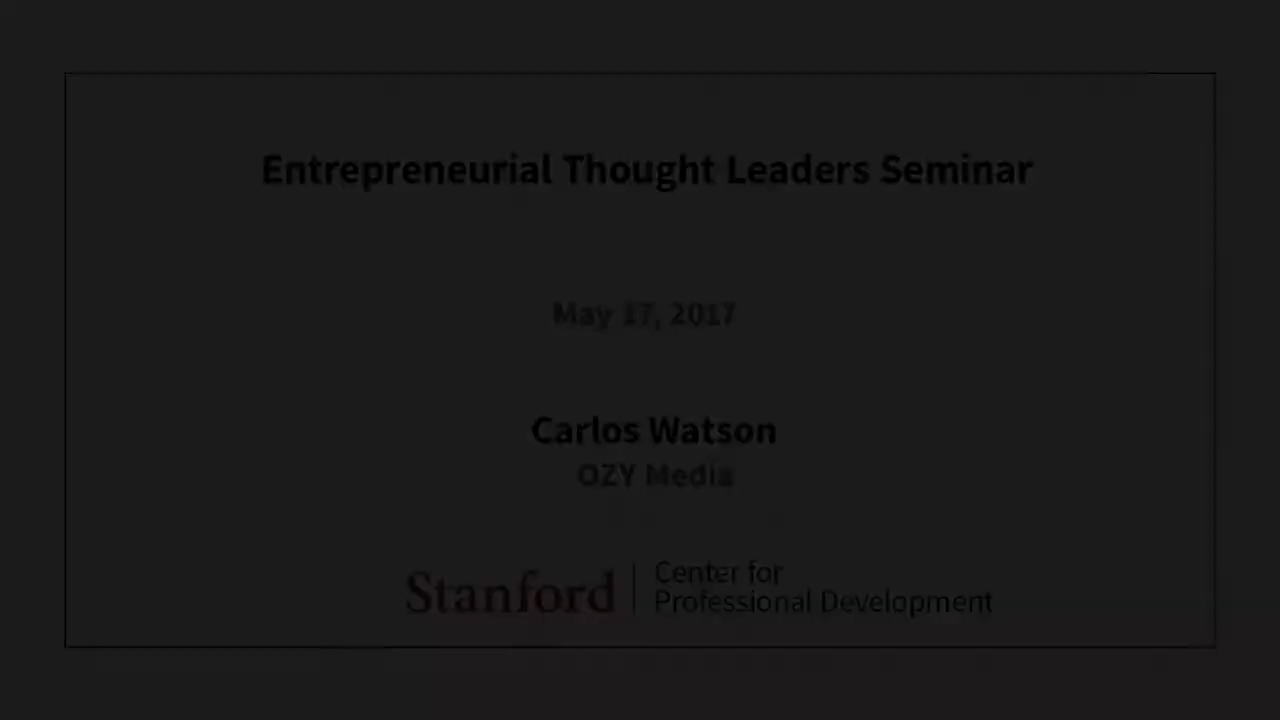 Entrepreneurial Thought Leaders Seminar
May 17, 2017
Carlos Watson
OZY Media
Stanford
Center for
Professional Development